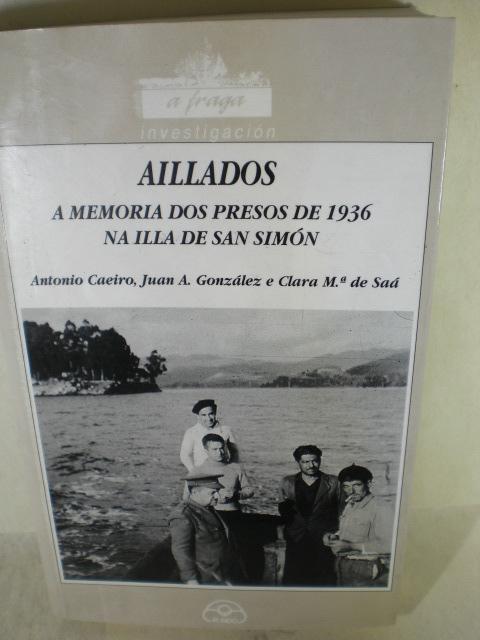 a fraga
investigación
AILLADOS
A MEMORIA DOS PRESOS DE 1936
NA ILLA DE SAN SIMÓN
Antonio Caeiro, Juan A. González e Clara M.ª de Saá